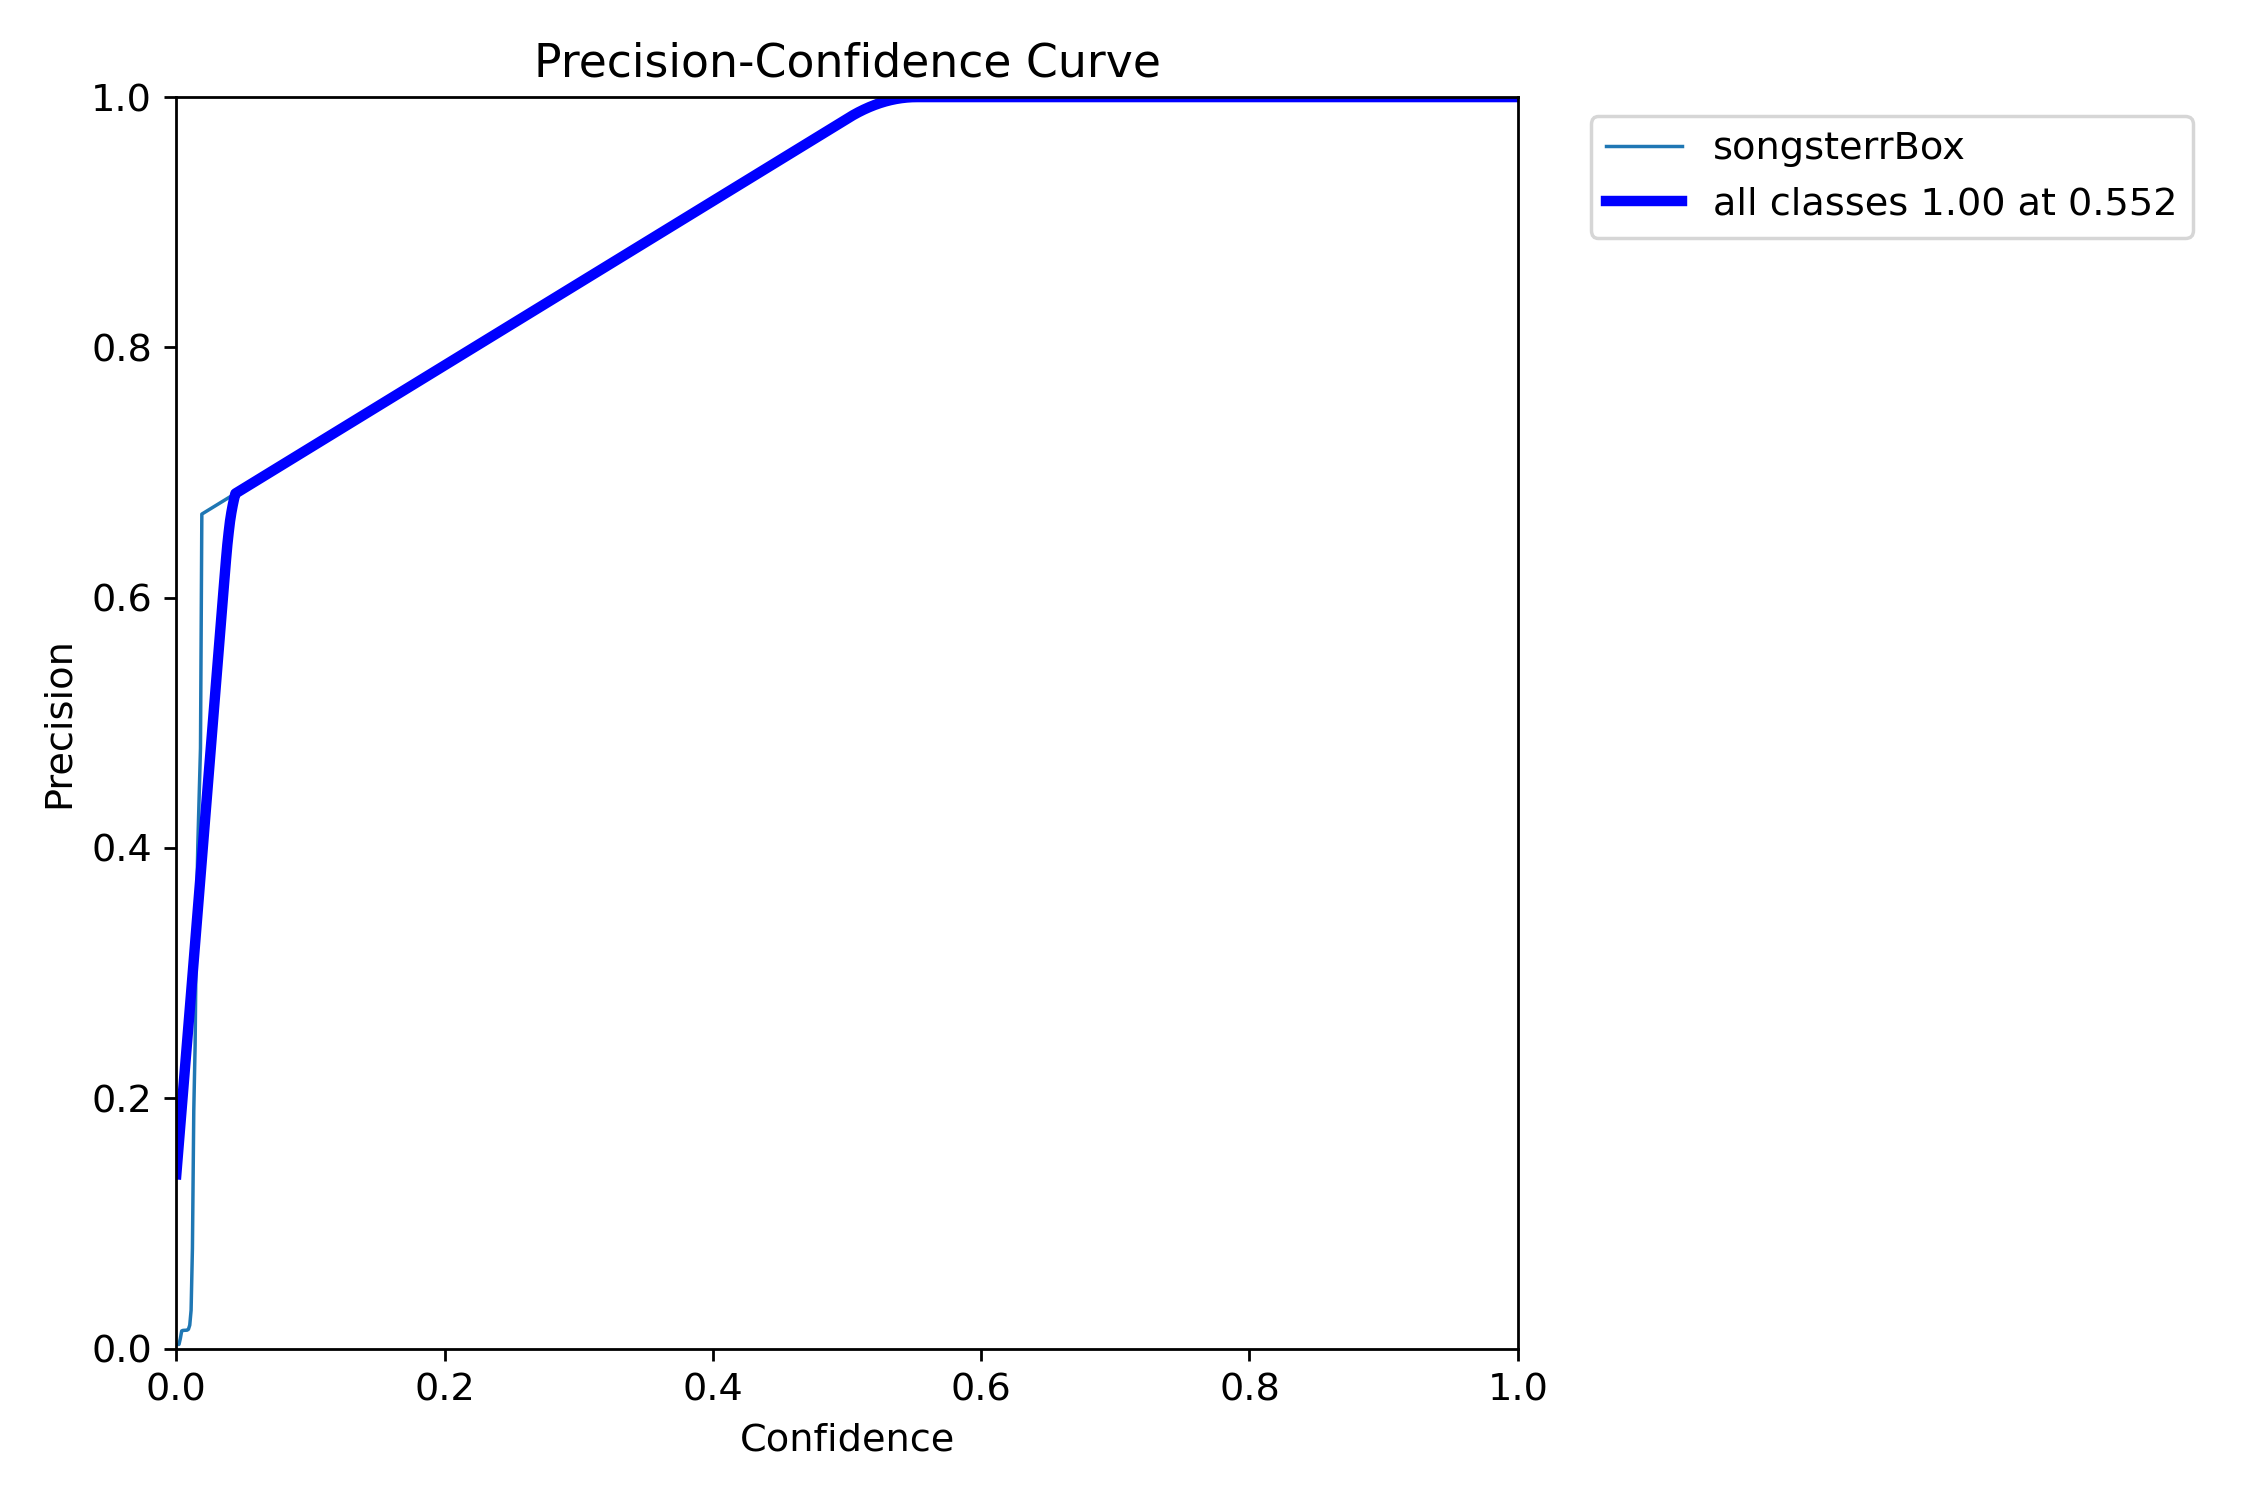 Precision-Confidence Curve
songsterrBox
all classes 1.00 at 0.552
1.0
0.8
0.6
0.4
0.2
0.0
Precision
0.0 0.2 0.4 0.6 0.8 1.0
Confidence